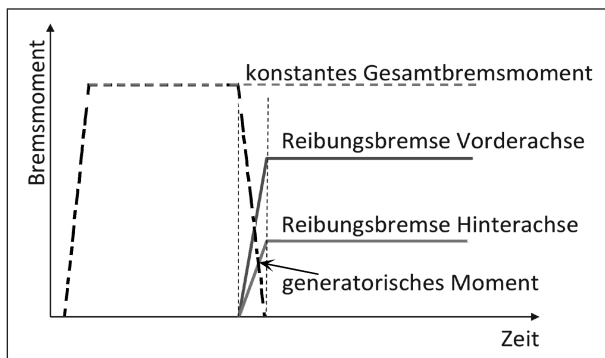 Bremsmoment
konstantes Gesamtbremsmoment
Reibungsbremse Vorderachse
Reibungsbremse Hinterachse
generatorisches Moment
Zeit